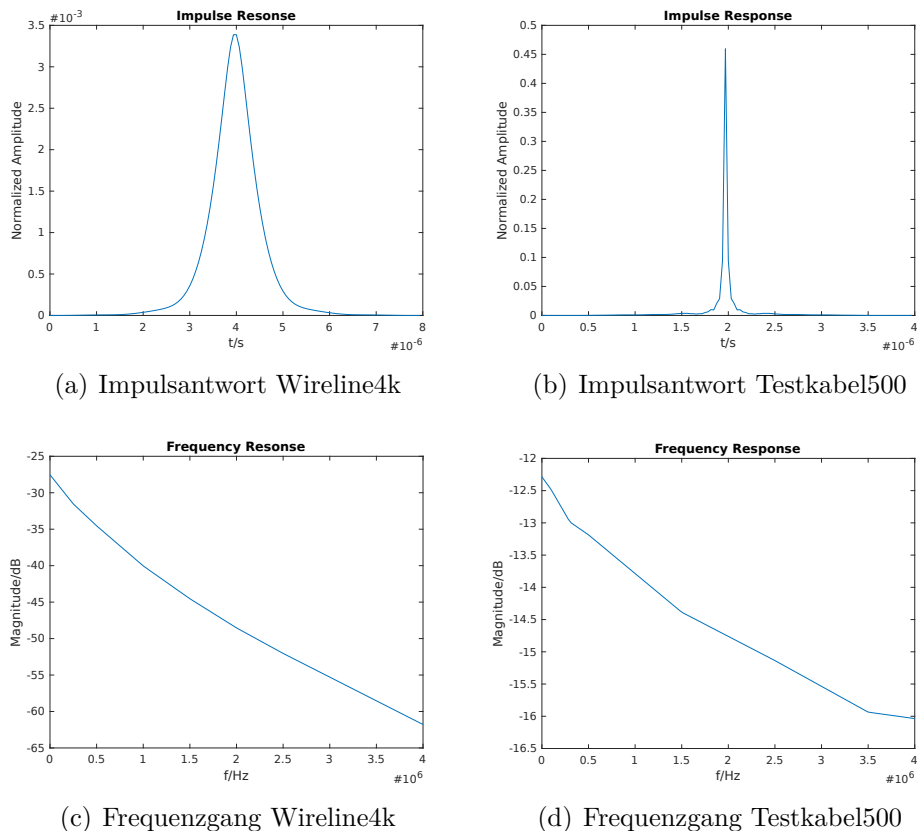 Impulse Resonse
#10-3
3.5
3
2.5
2
1.5
1
0.5
0
Normalized Amplitude
0 1 2 3 4 5 6 7 8
t/s
#10-6
(a) Impulsantwort Wireline4k
Impulse Response
0.5
0.45
0.4
0.35
0.3
0.25
0.2
0.15
0.1
0.05
0
Normalized Amplitude
0 0.5 1 1.5 2 2.5 3 3.5 4
t/s
#10-6
(b) Impulsantwort Testkabel500
Frequency Resonse
-25
-30
-35
-40
-45
-50
-55
-60
-65
Magnitude/dB
0 0.5 1 1.5 2 2.5 3 3.5 4
f/Hz
#106
(c) Frequenzgang Wireline4k
Frequency Response
-12
-12.5
-13
-13.5
-14
-14.5
-15
-15.5
-16
-16.5
Magnitude/dB
0 0.5 1 1.5 2 2.5 3 3.5 4
f/Hz
#106
(d) Frequenzgang Testkabel500